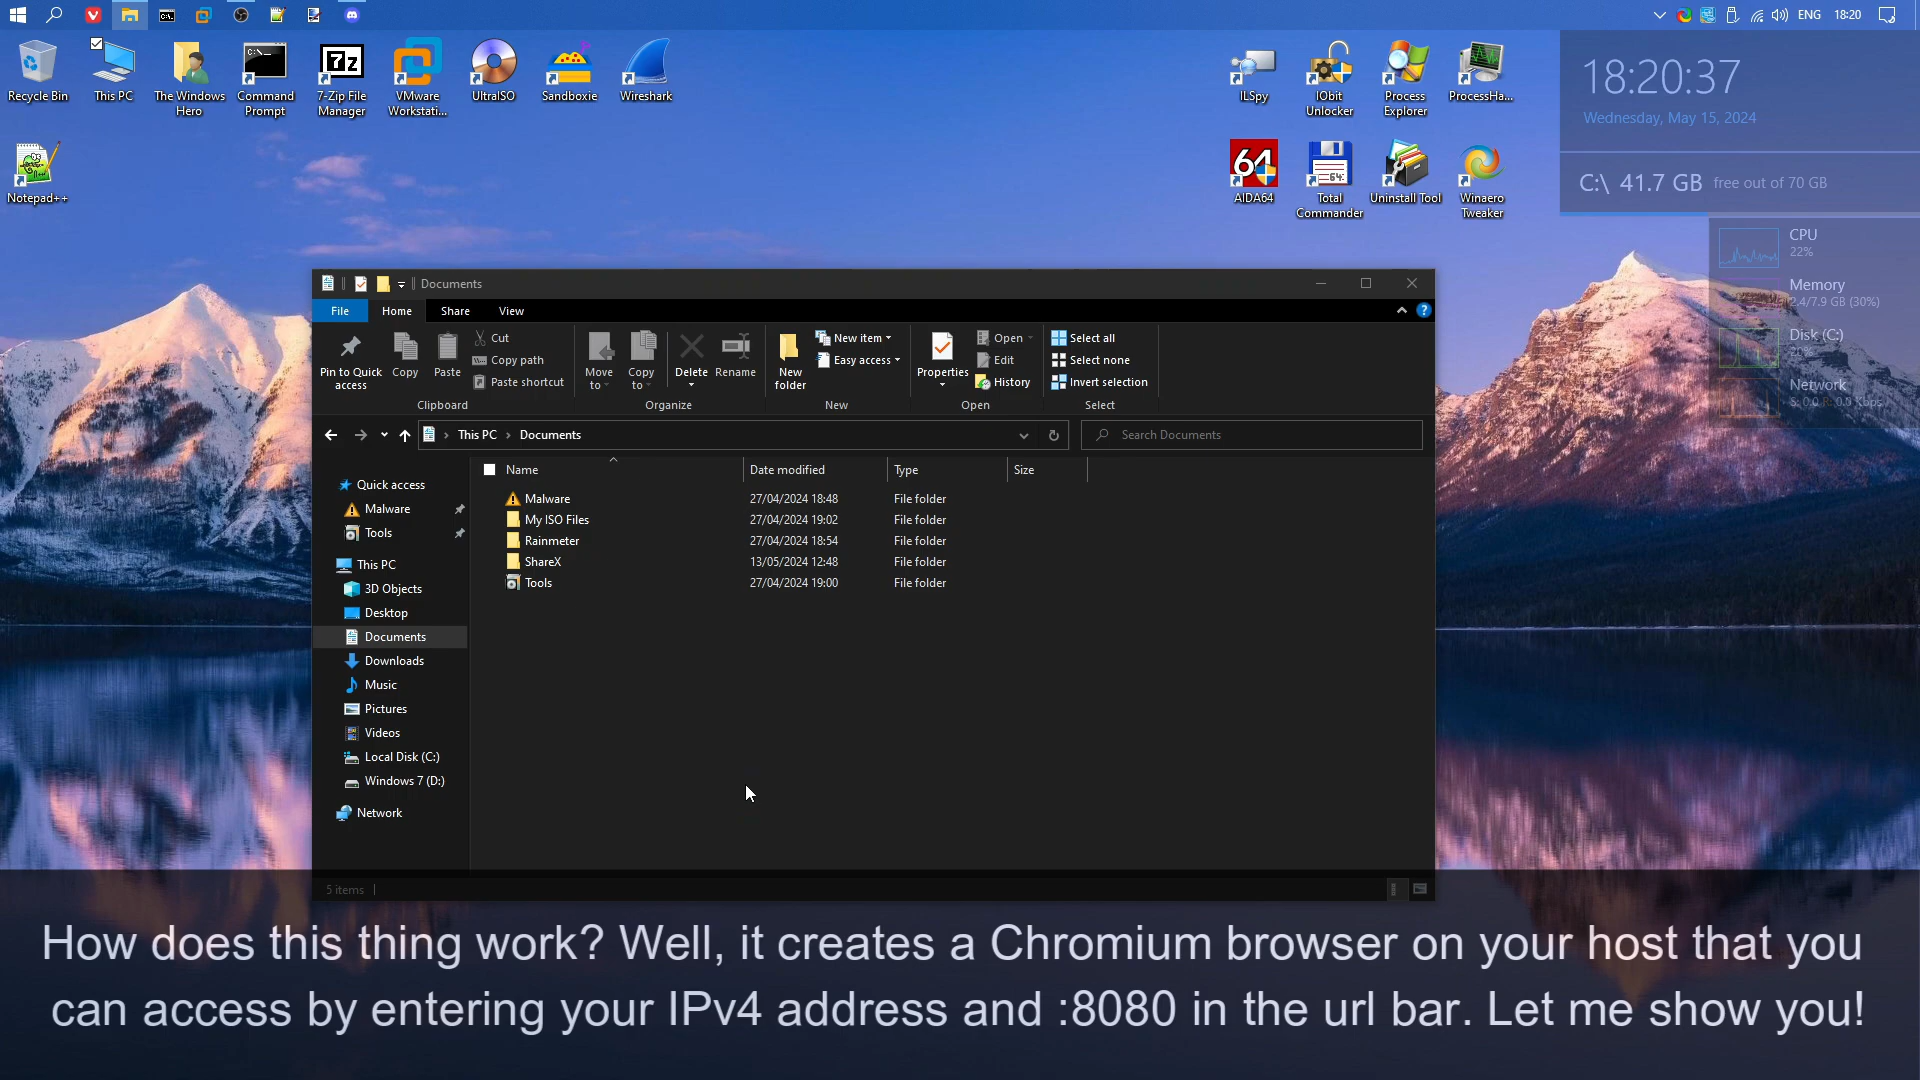 ENG 18:20
Recycle Bin
This PC
The Windows Hero
Command Prompt
7-Zip File Manager
VMware Workstati...
UltraISO
Sandboxie
Wireshark
Notepad++
ILSpy
IObit Unlocker
Process Explorer
ProcessHa...
AIDA64
Total Commander
Uninstall Tool
Winaero Tweaker
18:20:37
Wednesday, May 15, 2024
C:\ 41.7 GB free out of 70 GB
CPU
22%
Memory
2.4/7.9 GB (30%)
Disk (C:)
20%
Network
S: 0.0 R: 0.0 Kbps
Documents
File Home Share View
Pin to Quick access
Copy
Paste
Cut
Copy path
Paste shortcut
Clipboard
Move to
Copy to
Delete
Rename
Organize
New folder
New item
Easy access
New
Properties
Open
Edit
History
Open
Select all
Select none
Invert selection
Select
This PC › Documents
Search Documents
Quick access
Malware
Tools
This PC
3D Objects
Desktop
Documents
Downloads
Music
Pictures
Videos
Local Disk (C:)
Windows 7 (D:)
Network
Name Date modified Type Size
Malware 27/04/2024 18:48 File folder
My ISO Files 27/04/2024 19:02 File folder
Rainmeter 27/04/2024 18:54 File folder
ShareX 13/05/2024 12:48 File folder
Tools 27/04/2024 19:00 File folder
5 items
How does this thing work? Well, it creates a Chromium browser on your host that you
can access by entering your IPv4 address and :8080 in the url bar. Let me show you!